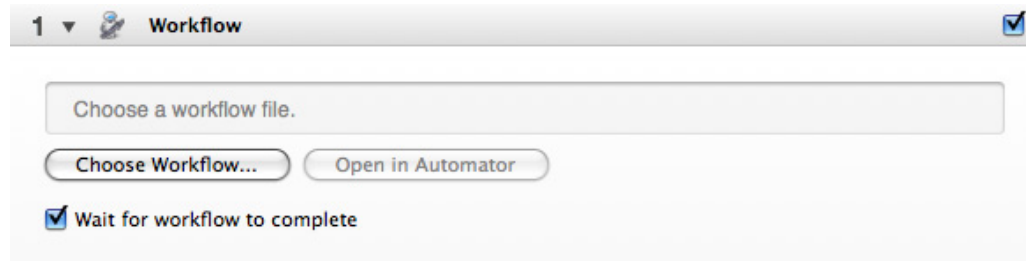 1 Workflow
Choose a workflow file.
Choose Workflow... Open in Automator
Wait for workflow to complete